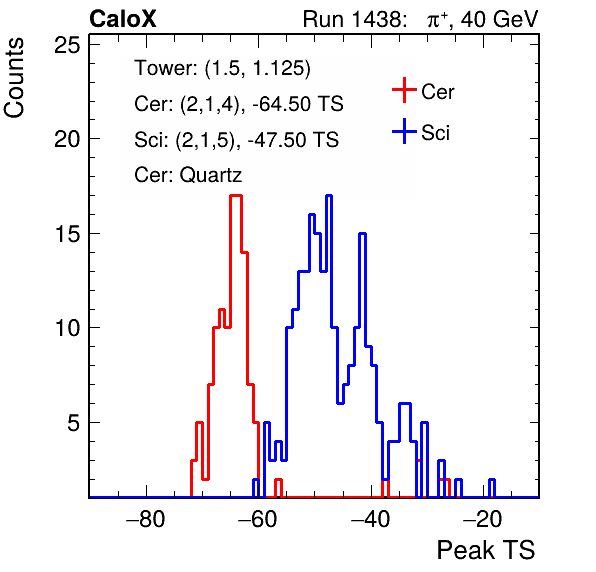 CaloX Run 1438: π⁺, 40 GeV
Counts
25
20
15
10
5
Tower: (1.5, 1.125)
Cer: (2,1,4), -64.50 TS
Sci: (2,1,5), -47.50 TS
Cer: Quartz
Cer
Sci
−80 −60 −40 −20
Peak TS